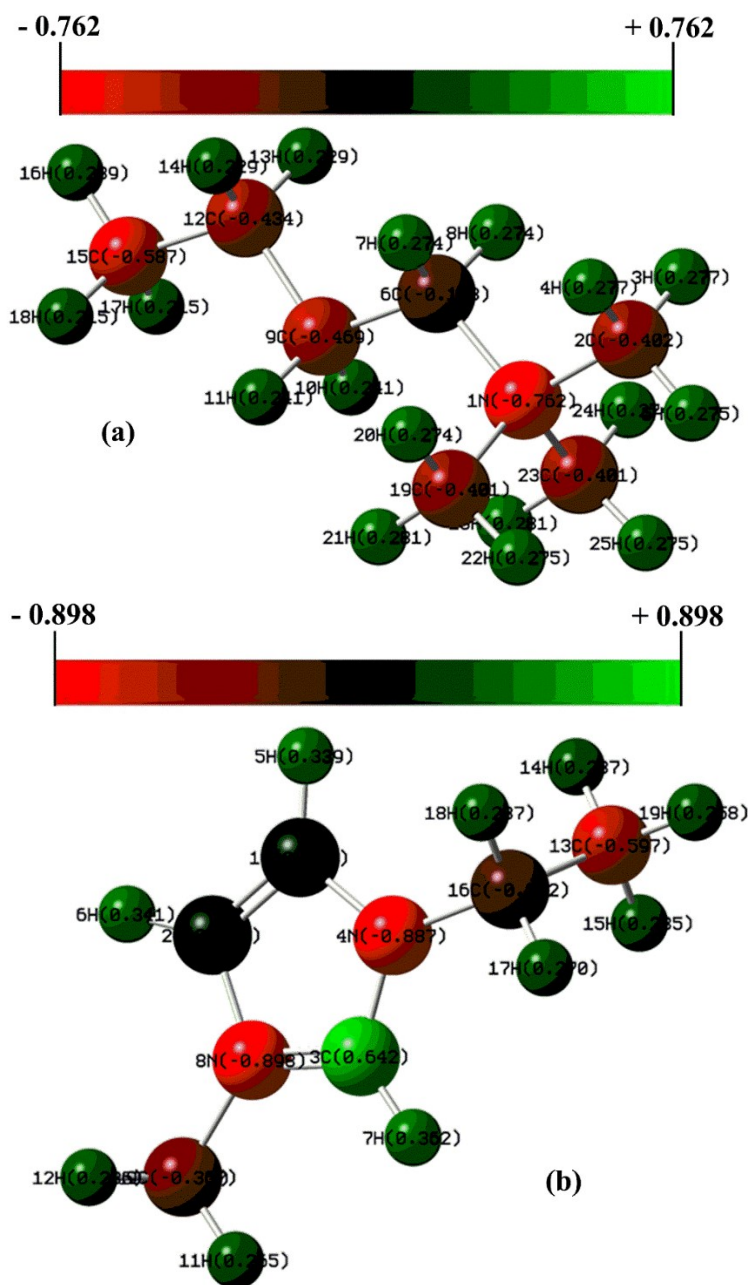 - 0.762 + 0.762
16H(0.239) 14H(0.229) 13H(0.229)
15C(-0.587) 12C(-0.434)
18H(0.215) 17H(0.215)
7H(0.274) 8H(0.274)
9C(-0.469)
11H(0.241) 10H(0.241)
4H(0.277) 3H(0.277)
2C(-0.402)
1N(-0.762)
(a)
20H(0.274)
19C(-0.401) 23C(-0.401)
21H(0.281)
22H(0.275) 25H(0.275)
- 0.898 + 0.898
5H(0.339)
14H(0.237)
18H(0.237) 19H(0.258)
13C(-0.597)
6H(0.341)
4N(-0.887)
15H(0.235)
17H(0.270)
8N(-0.898) 3C(0.642)
7H(0.362)
(b)
11H(0.265)